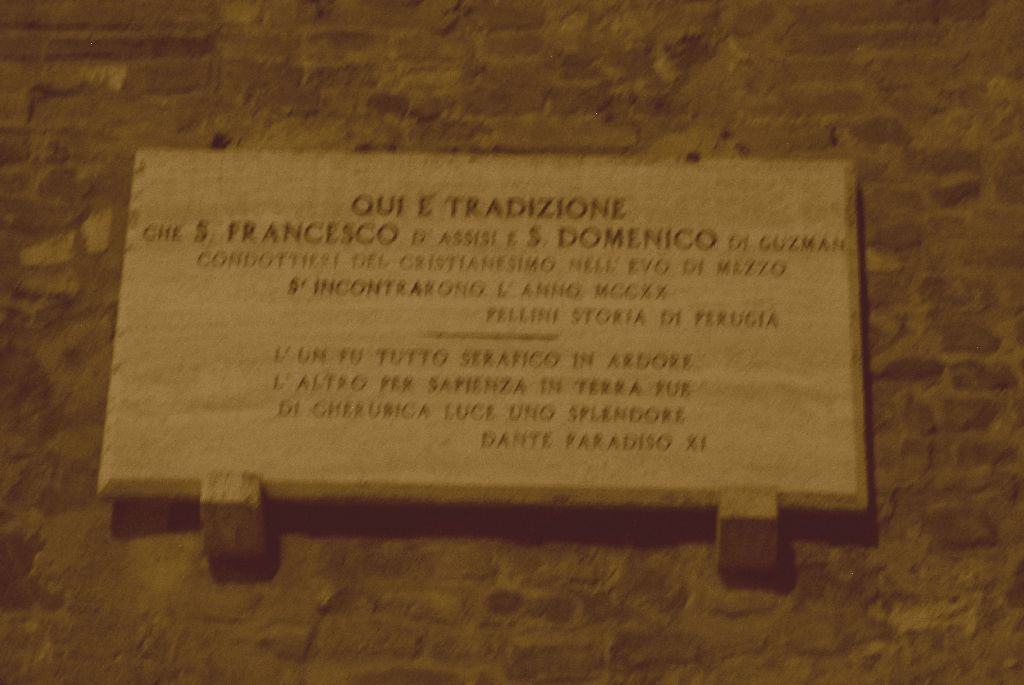 QUI E TRADIZIONE
CHE S. FRANCESCO D'ASSISI E S. DOMENICO DI GUZMAN
CONDOTTIERI DEL CRISTIANESIMO NELL'EVO DI MEZZO
S'INCONTRARONO L'ANNO MCCXX
PELLINI STORIA DI PERUGIA
L'UN FU TUTTO SERAFICO IN ARDORE
L'ALTRO PER SAPIENZA IN TERRA FUE
DI CHERUBICA LUCE UNO SPLENDORE
DANTE PARADISO XI